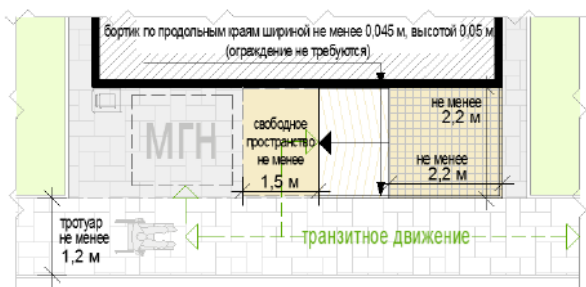 бортик по продольным краям шириной не менее 0,045 м, высотой 0,05 м
(ограждение не требуются)
не менее
2,2 м
свободное
пространство
не менее
1,5 м
МГН
не менее
2,2 м
тротуар
не менее
1,2 м
транзитное движение